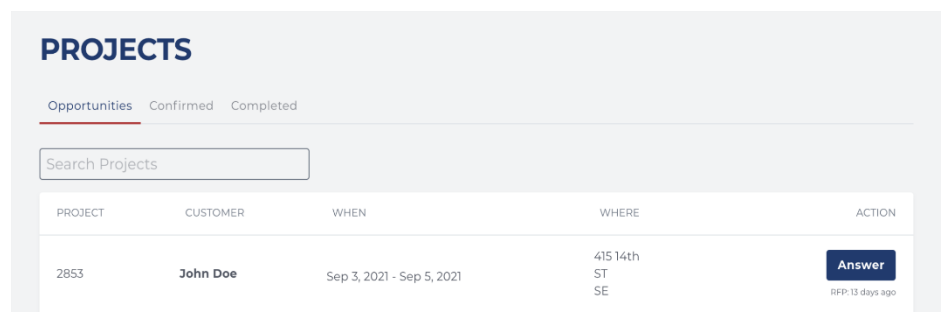 PROJECTS
Opportunities Confirmed Completed
Search Projects
PROJECT CUSTOMER WHEN WHERE ACTION
2853 John Doe Sep 3, 2021 - Sep 5, 2021 415 14th
ST
SE
Answer
RFP: 13 days ago